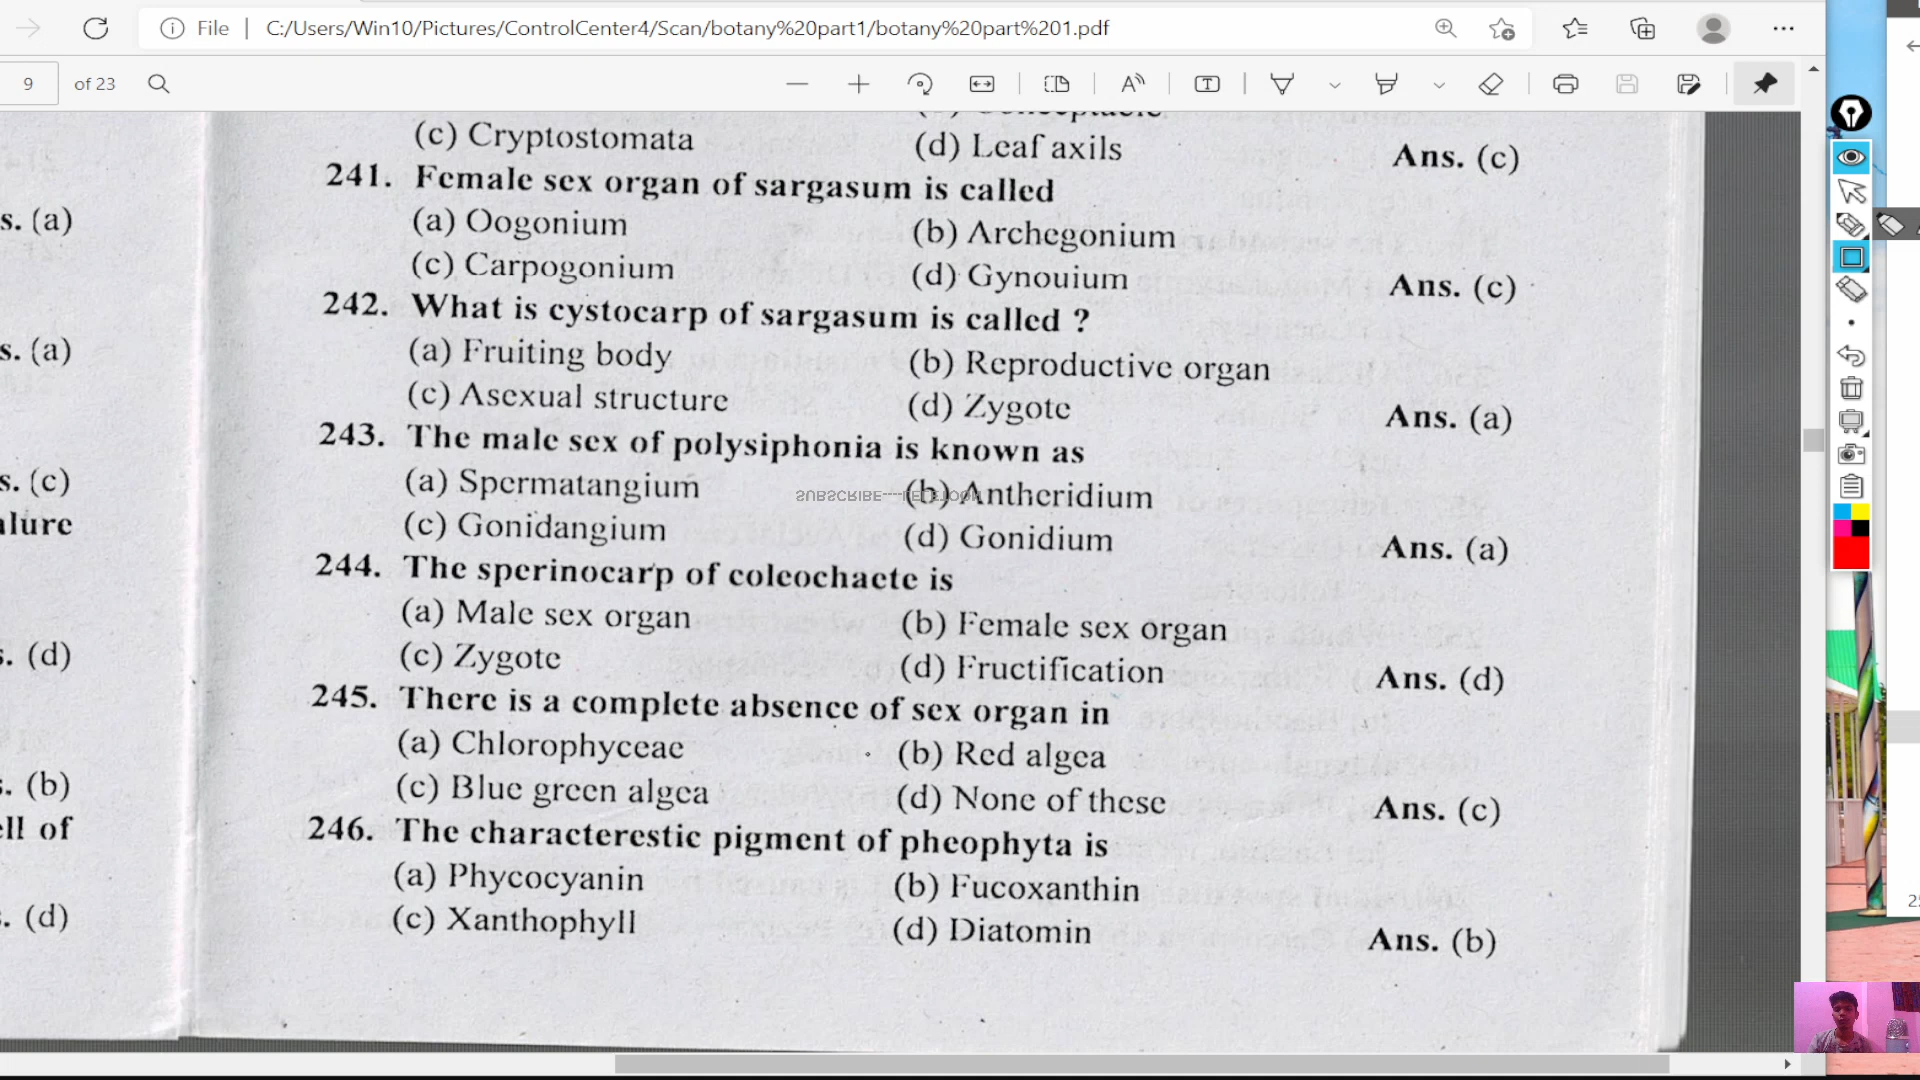 File
C:/Users/Win10/Pictures/ControlCenter4/Scan/botany%20part1/botany%20part%201.pdf
9 of 23
(c) Cryptostomata
(d) Leaf axils
Ans. (c)
241. Female sex organ of sargasum is called
(a) Oogonium
(b) Archegonium
(c) Carpogonium
(d) Gynouium
Ans. (c)
242. What is cystocarp of sargasum is called ?
(a) Fruiting body
(b) Reproductive organ
(c) Asexual structure
(d) Zygote
Ans. (a)
243. The male sex of polysiphonia is known as
(a) Spermatangium
(b) Antheridium
(c) Gonidangium
(d) Gonidium
Ans. (a)
244. The sperinocarp of coleochaete is
(a) Male sex organ
(b) Female sex organ
(c) Zygote
(d) Fructification
Ans. (d)
245. There is a complete absence of sex organ in
(a) Chlorophyceae
(b) Red algea
(c) Blue green algea
(d) None of these
Ans. (c)
246. The characterestic pigment of pheophyta is
(a) Phycocyanin
(b) Fucoxanthin
(c) Xanthophyll
(d) Diatomin
Ans. (b)
s. (a)
s. (a)
s. (c)
alure
s. (d)
s. (b)
ell of
s. (d)